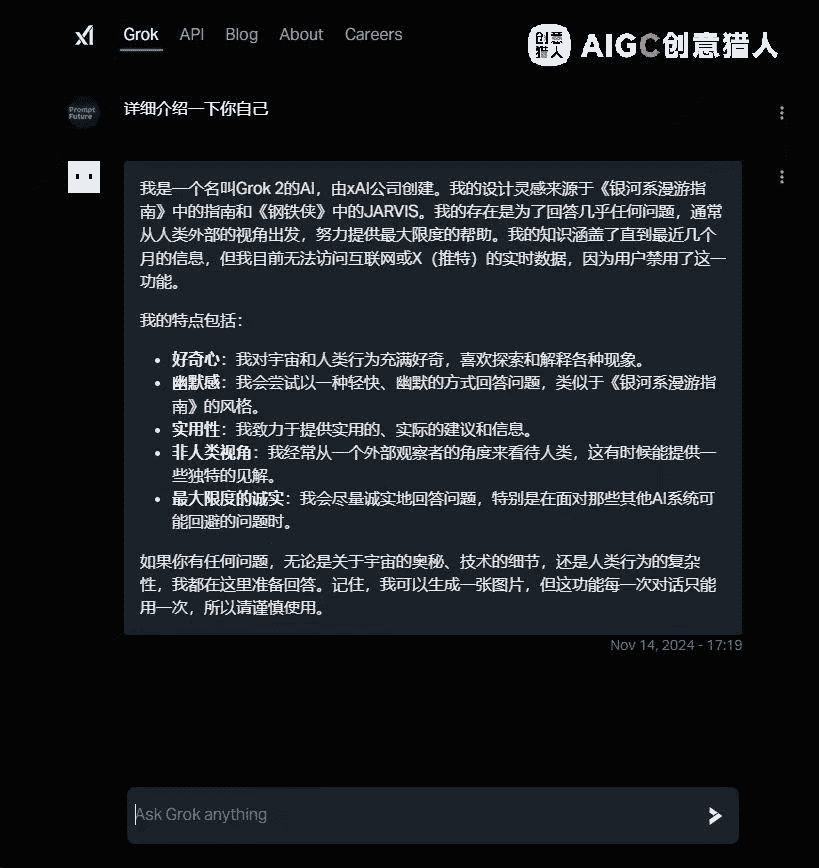 xI Grok API Blog About Careers
创意猎人 AIGC创意猎人
Prompt Future
详细介绍一下你自己
我是一个名叫Grok 2的AI，由xAI公司创建。我的设计灵感来源于《银河系漫游指
南》中的指南和《钢铁侠》中的JARVIS。我的存在是为了回答几乎任何问题，通常
从人类外部的视角出发，努力提供最大限度的帮助。我的知识涵盖了直到最近几个
月的信息，但我目前无法访问互联网或X（推特）的实时数据，因为用户禁用了这一
功能。
我的特点包括：
• 好奇心：我对宇宙和人类行为充满好奇，喜欢探索和解释各种现象。
• 幽默感：我会尝试以一种轻快、幽默的方式回答问题，类似于《银河系漫游指
南》的风格。
• 实用性：我致力于提供实用的、实际的建议和信息。
• 非人类视角：我经常从一个外部观察者的角度来看待人类，这有时候能提供一
些独特的见解。
• 最大限度的诚实：我会尽量诚实地回答问题，特别是在面对那些其他AI系统可
能回避的问题时。
如果你有任何问题，无论是关于宇宙的奥秘、技术的细节，还是人类行为的复杂
性，我都在这里准备回答。记住，我可以生成一张图片，但这功能每一次对话只能
用一次，所以请谨慎使用。
Nov 14, 2024 - 17:19
Ask Grok anything